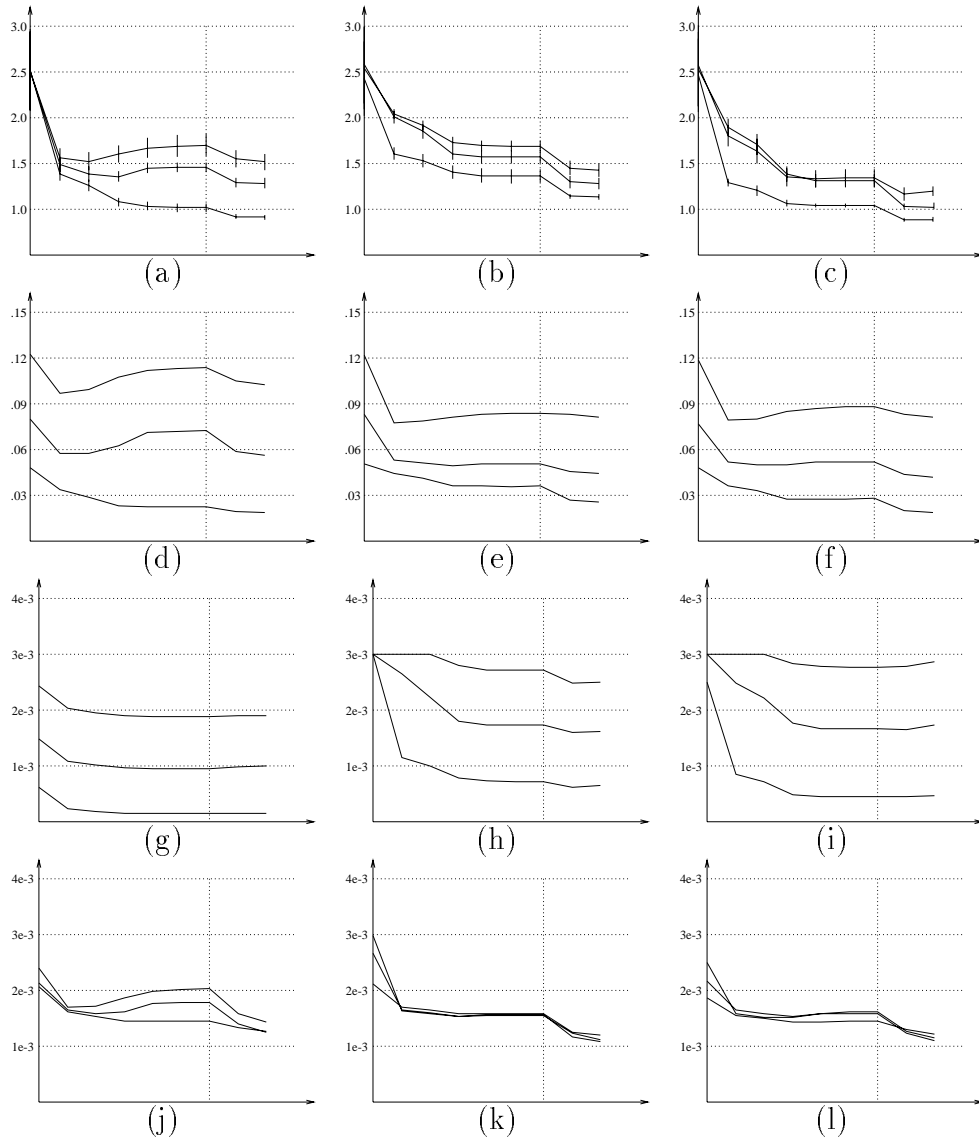 3.0
2.5
2.0
1.5
1.0
(a)
3.0
2.5
2.0
1.5
1.0
(b)
3.0
2.5
2.0
1.5
1.0
(c)
.15
.12
.09
.06
.03
(d)
.15
.12
.09
.06
.03
(e)
.15
.12
.09
.06
.03
(f)
4e-3
3e-3
2e-3
1e-3
(g)
4e-3
3e-3
2e-3
1e-3
(h)
4e-3
3e-3
2e-3
1e-3
(i)
4e-3
3e-3
2e-3
1e-3
(j)
4e-3
3e-3
2e-3
1e-3
(k)
4e-3
3e-3
2e-3
1e-3
(l)